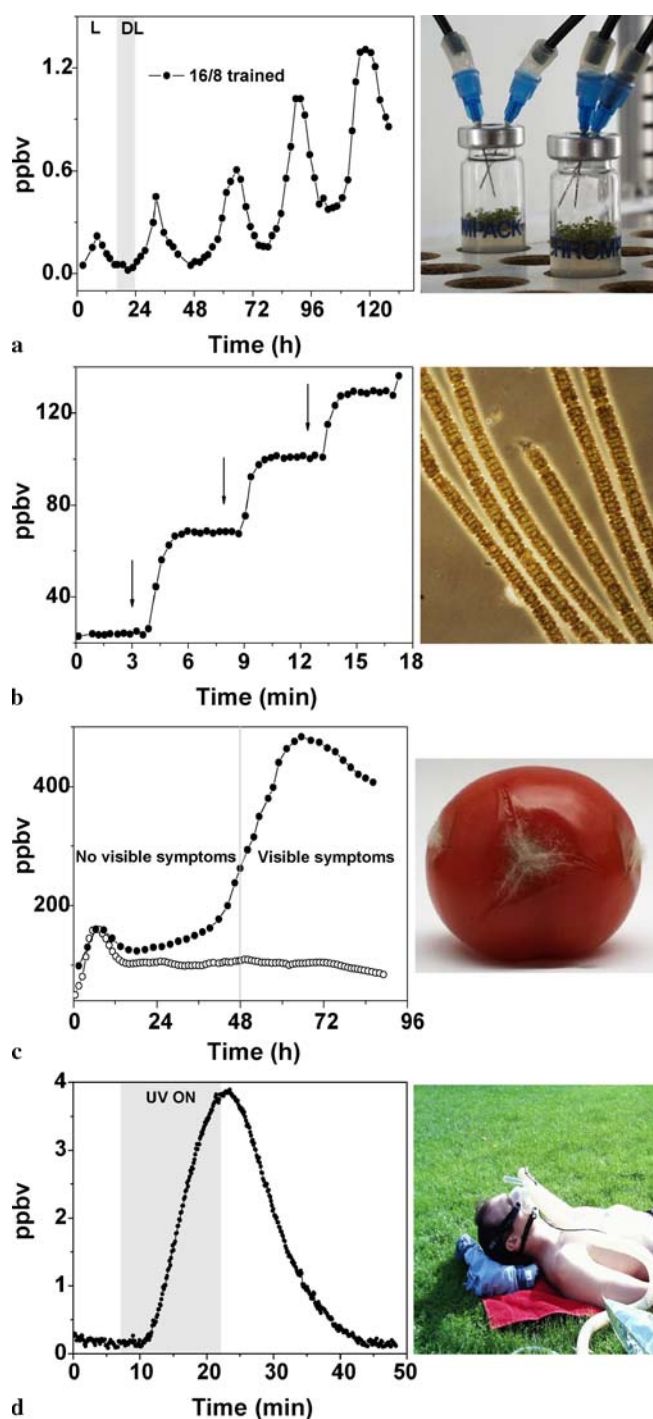 L DL
16/8 trained
1.2
0.6
0.0
ppbv
0 24 48 72 96 120
Time (h)
MPACK
CHROMP
a
120
80
40
ppbv
0 3 6 9 12 15 18
Time (min)
b
400
200
ppbv
No visible symptoms Visible symptoms
0 24 48 72 96
Time (h)
c
UV ON
4
3
2
1
0
ppbv
0 10 20 30 40 50
Time (min)
d